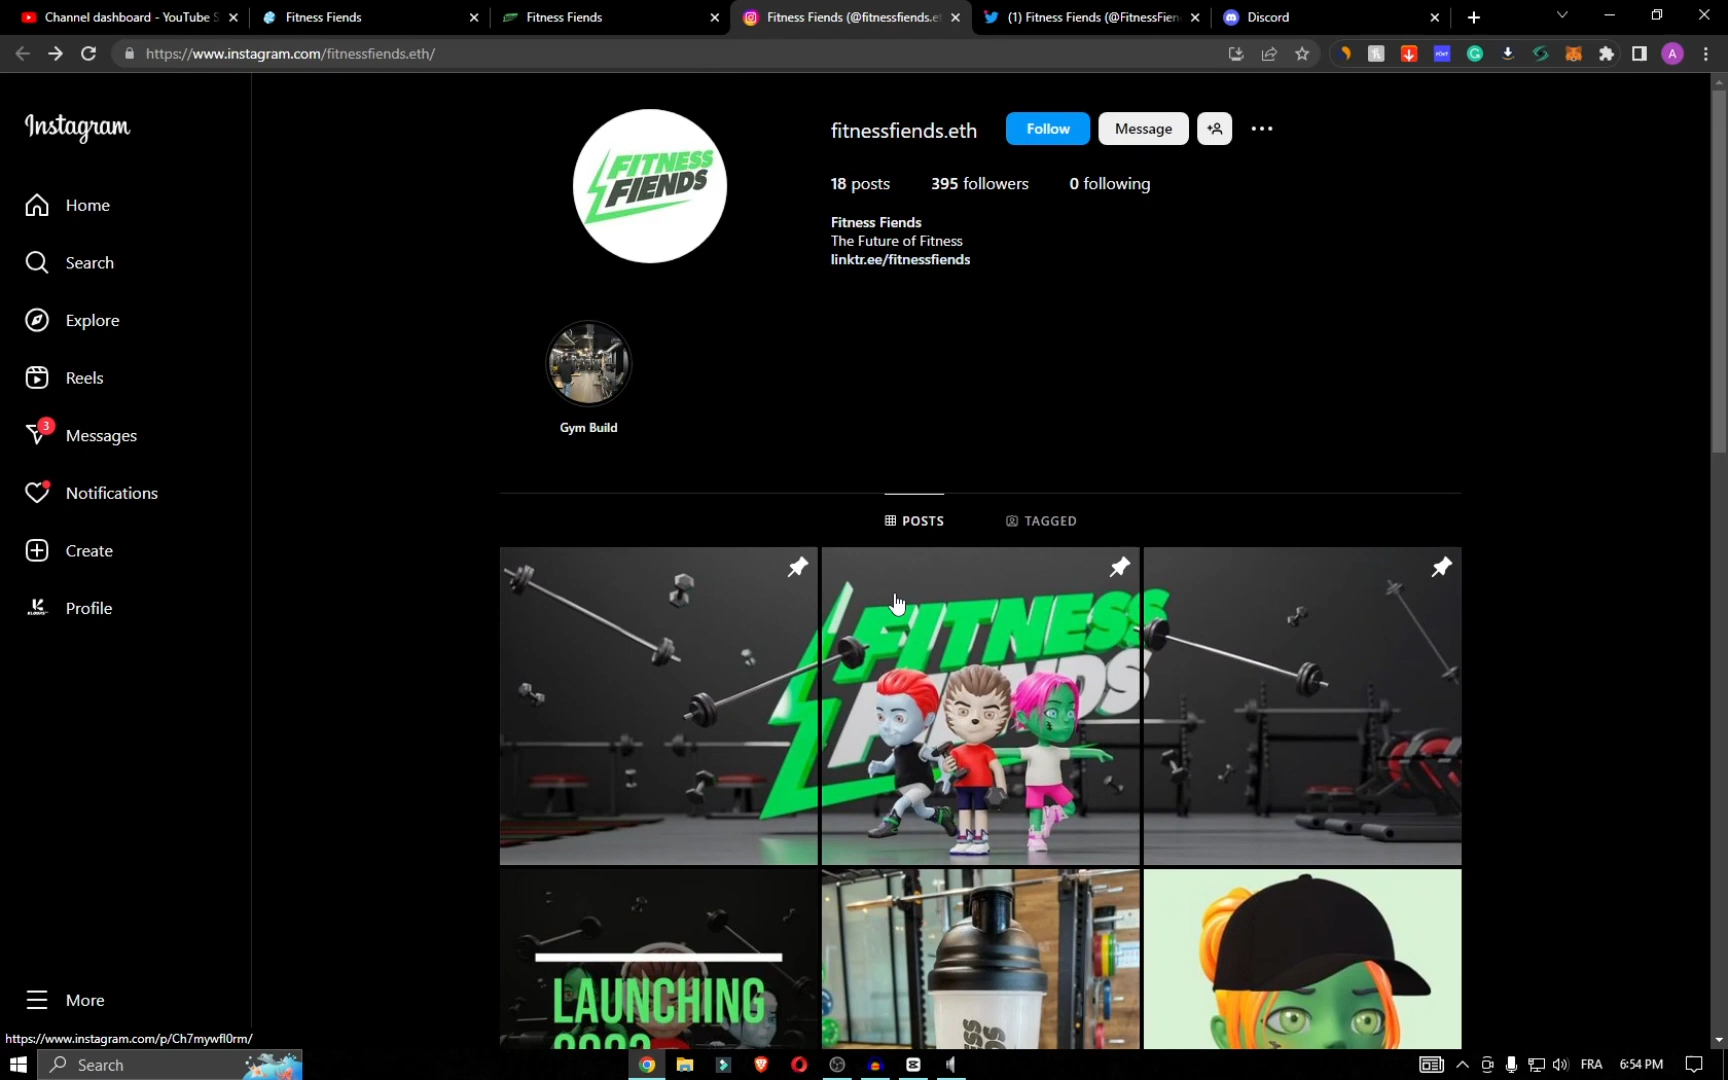 Channel dashboard - YouTube S
Fitness Fiends
Fitness Fiends
Fitness Fiends (@fitnessfiends.et
(1) Fitness Fiends (@FitnessFien
Discord
https://www.instagram.com/fitnessfiends.eth/
A
Instagram
Home
Search
Explore
Reels
3
Messages
Notifications
Create
Profile
More
FITNESS
FIENDS
fitnessfiends.eth
Follow
Message
18 posts
395 followers
0 following
Fitness Fiends
The Future of Fitness
linktr.ee/fitnessfiends
Gym Build
POSTS
TAGGED
FITNESS
LAUNCHING
https://www.instagram.com/p/Ch7mywfl0rm/
Search
FRA
6:54 PM